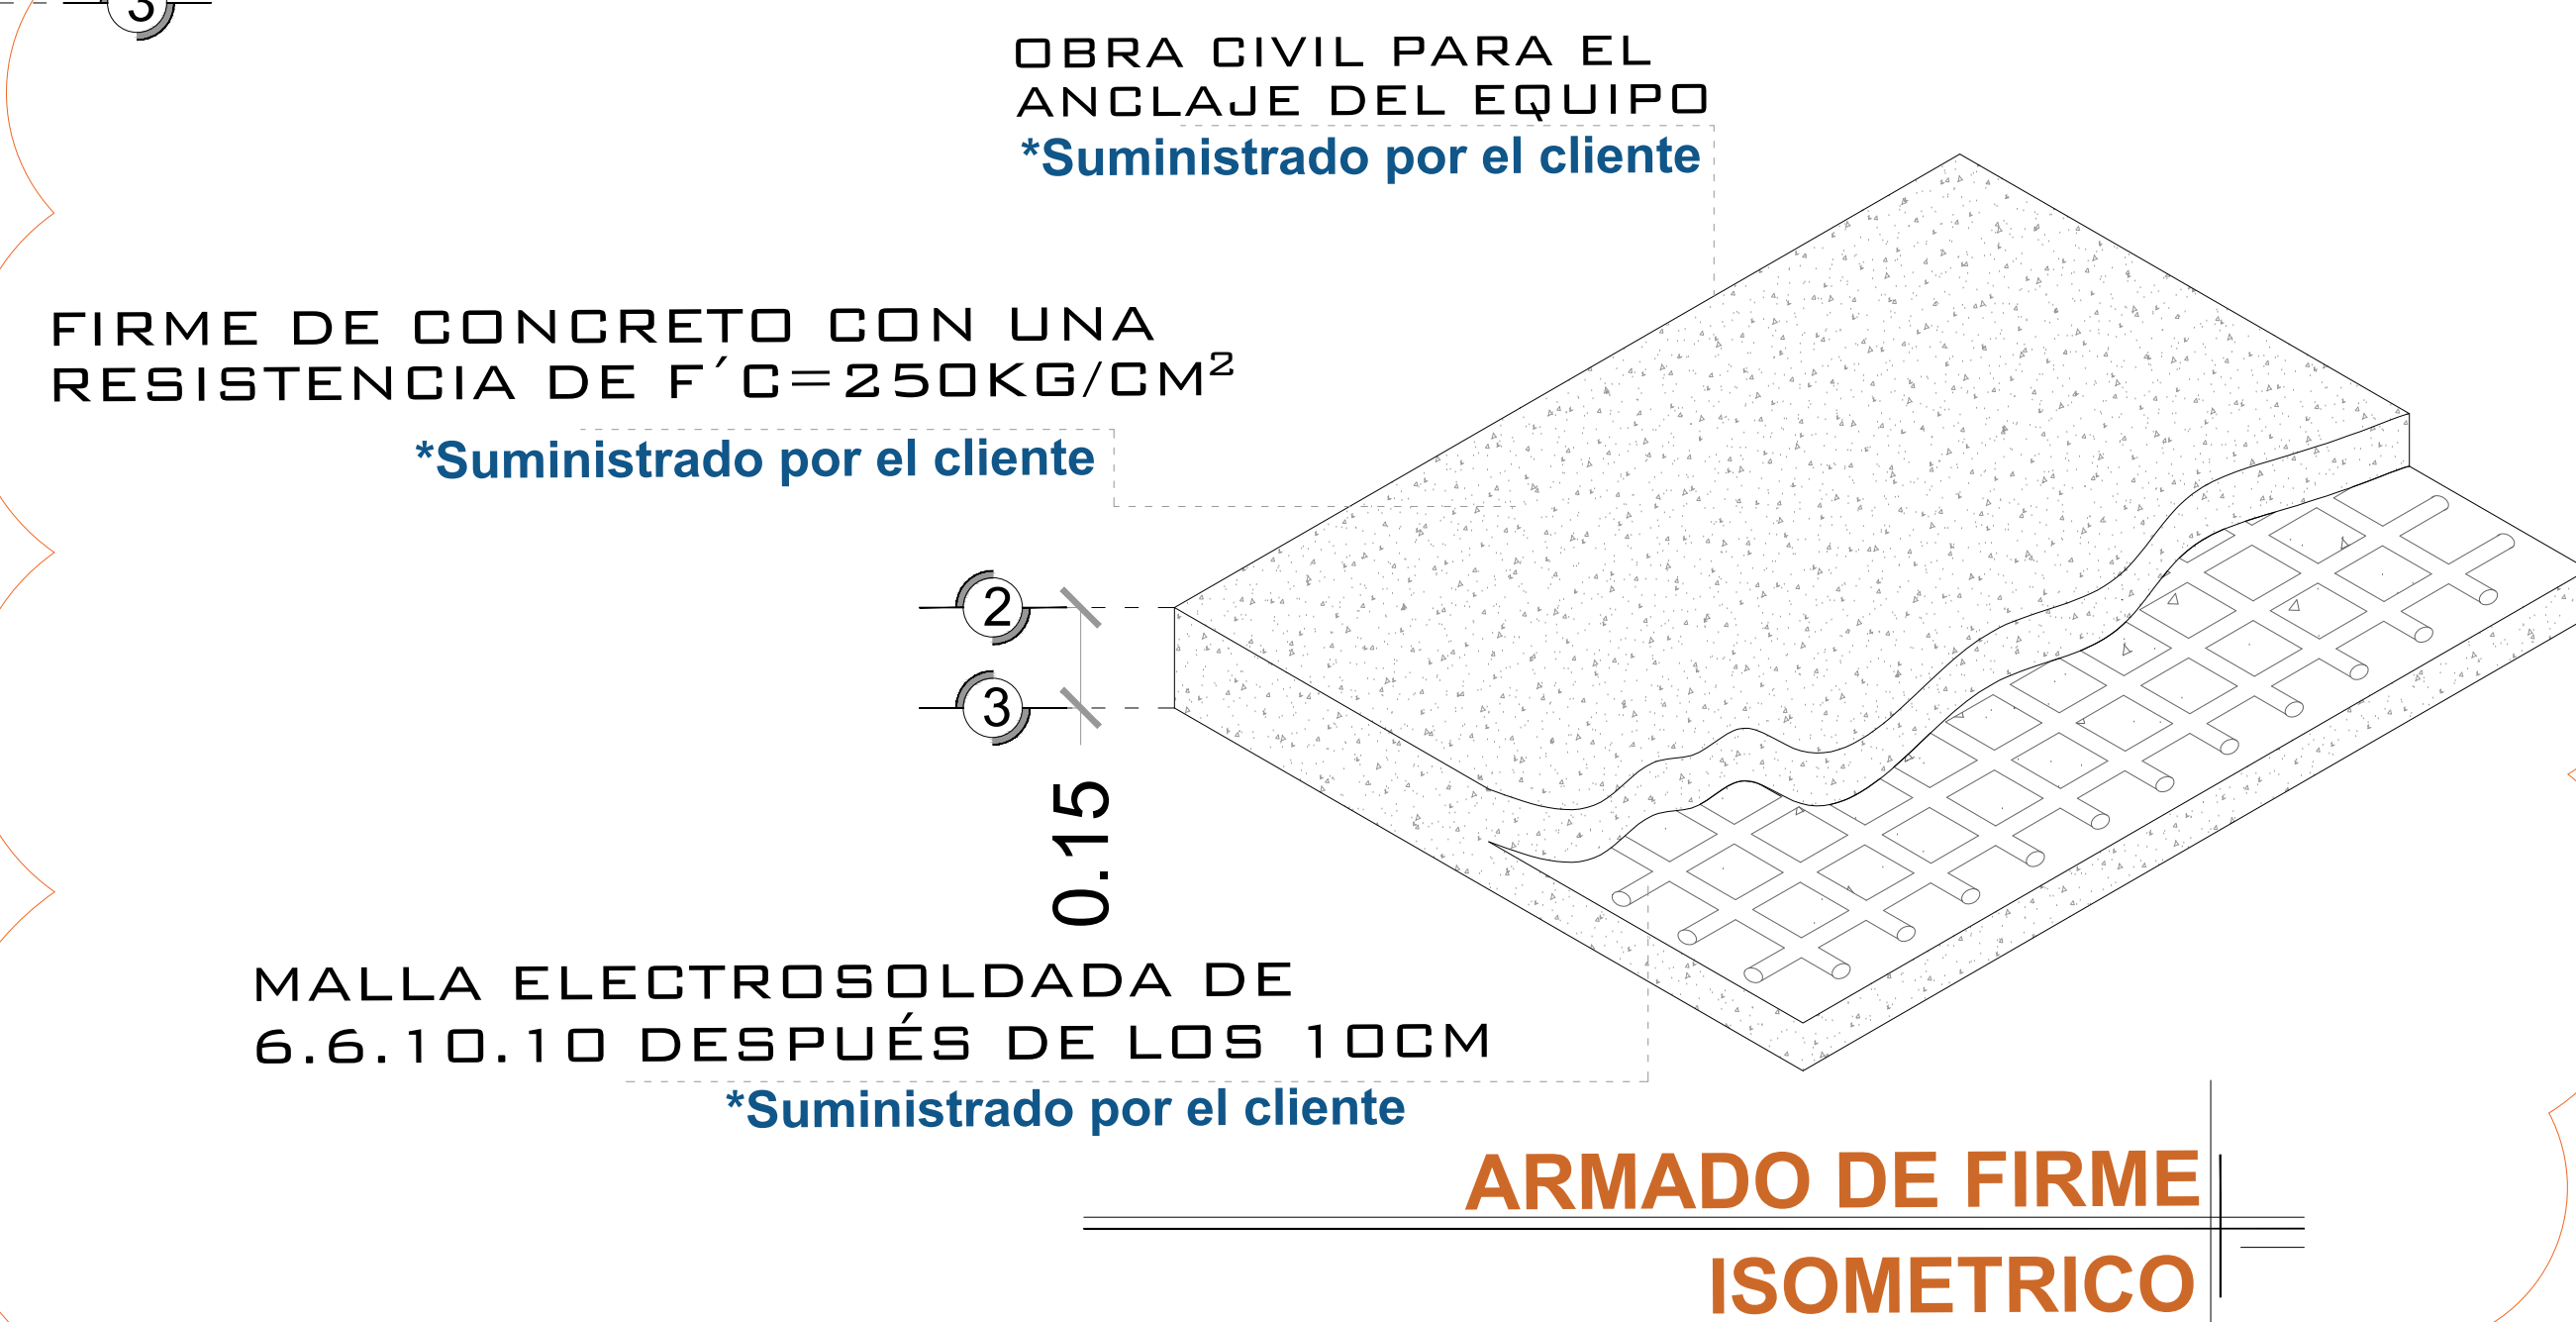 3
OBRA CIVIL PARA EL
ANCLAJE DEL EQUIPO
*Suministrado por el cliente
FIRME DE CONCRETO CON UNA
RESISTENCIA DE F´C=250KG/CM²
*Suministrado por el cliente
2
3
0.15
MALLA ELECTROSOLDADA DE
6.6.10.10 DESPUÉS DE LOS 10CM
*Suministrado por el cliente
ARMADO DE FIRME
ISOMETRICO